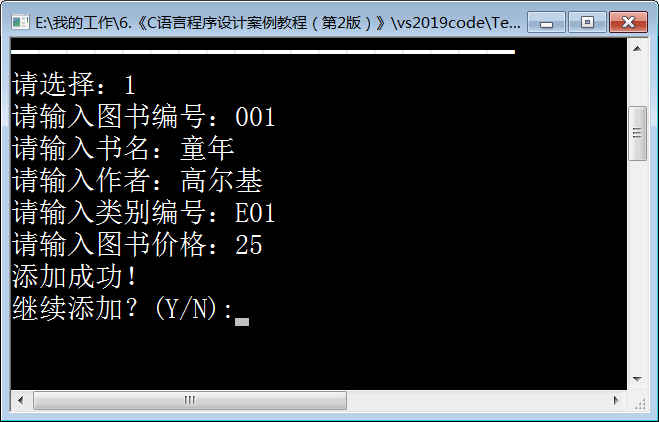 E:\我的工作\6.《C语言程序设计案例教程（第2版）》\vs2019code\Te...
请选择：1
请输入图书编号：001
请输入书名：童年
请输入作者：高尔基
请输入类别编号：E01
请输入图书价格：25
添加成功！
继续添加？(Y/N):